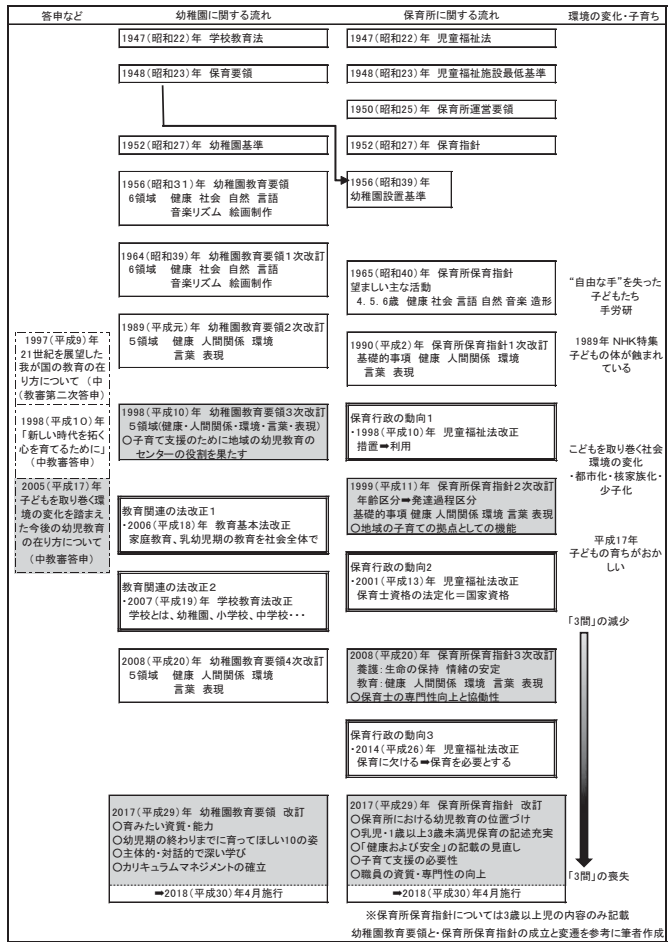 答申など
幼稚園に関する流れ
保育所に関する流れ
環境の変化・子育ち
1947(昭和22)年 学校教育法
1947(昭和22)年 児童福祉法
1948(昭和23)年 保育要領
1948(昭和23)年 児童福祉施設最低基準
1950(昭和25)年 保育所運営要領
1952(昭和27)年 幼稚園基準
1952(昭和27)年 保育指針
1956(昭和31)年 幼稚園教育要領
6領域 健康 社会 自然 言語
音楽リズム 絵画制作
1956(昭和39)年
幼稚園設置基準
1964(昭和39)年 幼稚園教育要領1次改訂
6領域 健康 社会 自然 言語
音楽リズム 絵画制作
1965(昭和40)年 保育所保育指針
望ましい主な活動
4.5.6歳 健康 社会 言語 自然 音楽 造形
“自由な手”を失った
子どもたち
手労研
1989(平成元)年 幼稚園教育要領2次改訂
5領域 健康 人間関係 環境
言葉 表現
1990(平成2)年 保育所保育指針1次改訂
基礎的事項 健康 人間関係 環境
言葉 表現
1989年 NHK特集
子どもの体が蝕まれ
ている
1997(平成9)年
21世紀を展望した
我が国の教育の在
り方について (中
(教審第二次答申)
1998(平成10)年
「新しい時代を拓く
心を育てるために」
(中教審答申)
2005(平成17)年
子どもを取り巻く環
境の変化を踏まえ
た今後の幼児教育
の在り方について
(中教審答申)
1998(平成10)年 幼稚園教育要領3次改訂
5領域(健康・人間関係・環境・言葉・表現)
○子育て支援のために地域の幼児教育の
センターの役割を果たす
保育行政の動向1
・1998(平成10)年 児童福祉法改正
措置➡利用
こどもを取り巻く社会
環境の変化
・都市化・核家族化・
少子化
1999(平成11)年 保育所保育指針2次改訂
年齢区分➡発達過程区分
基礎的事項 健康 人間関係 環境 言葉 表現
○地域の子育ての拠点としての機能
教育関連の法改正1
・2006(平成18)年 教育基本法改正
家庭教育、乳幼児期の教育を社会全体で
平成17年
子どもの育ちがおか
しい
保育行政の動向2
・2001(平成13)年 児童福祉法改正
保育士資格の法定化=国家資格
教育関連の法改正2
・2007(平成19)年 学校教育法改正
学校とは、幼稚園、小学校、中学校・・・
「3間」の減少
2008(平成20)年 幼稚園教育要領4次改訂
5領域 健康 人間関係 環境
言葉 表現
2008(平成20)年 保育所保育指針3次改訂
養護:生命の保持 情緒の安定
教育:健康 人間関係 環境 言葉 表現
○保育士の専門性向上と協働性
保育行政の動向3
・2014(平成26)年 児童福祉法改正
保育に欠ける➡保育を必要とする
2017(平成29)年 幼稚園教育要領 改訂
○育みたい資質・能力
○幼児期の終わりまでに育ってほしい10の姿
○主体的・対話的で深い学び
○カリキュラムマネジメントの確立
➡2018(平成30)年4月施行
2017(平成29)年 保育所保育指針 改訂
○保育所における幼児教育の位置づけ
○乳児・1歳以上3歳未満児保育の記述充実
○「健康および安全」の記載の見直し
○子育て支援の必要性
○職員の資質・専門性の向上
➡2018(平成30)年4月施行
「3間」の喪失
※保育所保育指針については3歳以上児の内容のみ記載
幼稚園教育要領と・保育所保育指針の成立と変遷を参考に筆者作成